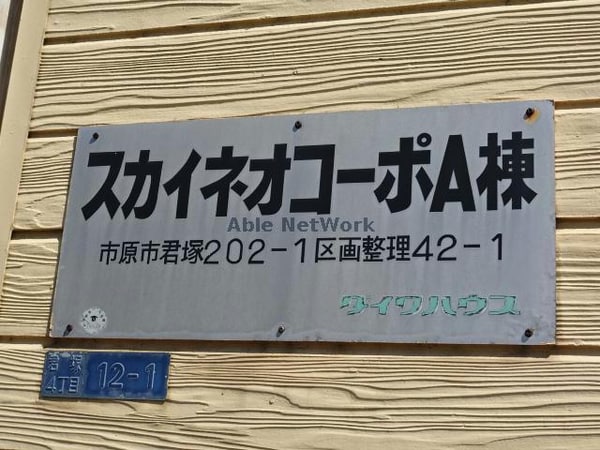 スカイネオコーポA棟
Able NetWork
市原市君塚202-1区画整理42-1
ダイワハウス
君塚
4丁目
12-1